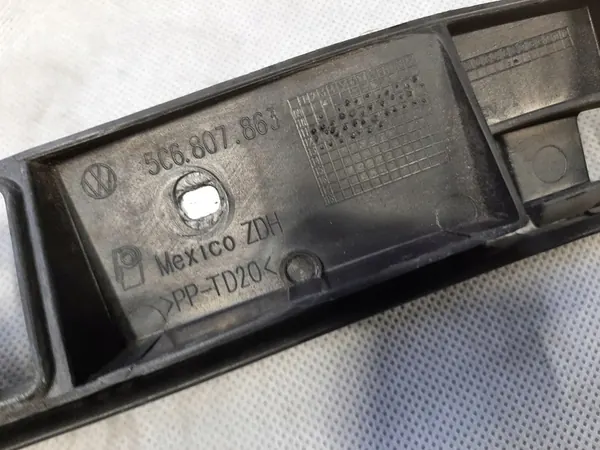 5C6.807.863
Mexico ZDH
>PP-TD20<